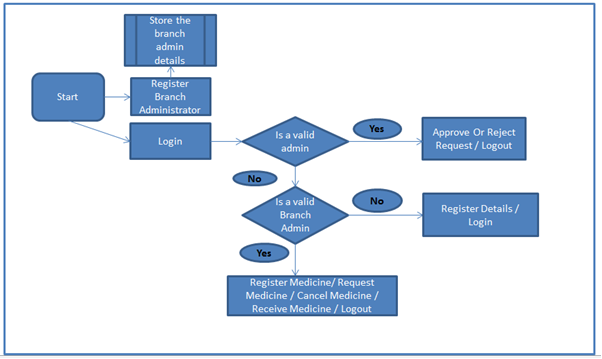 Store the
branch
admin
details
Start
Register
Branch
Administrator
Login
Is a valid
admin
Yes
Approve Or Reject
Request / Logout
No
Is a valid
Branch
Admin
No
Register Details /
Login
Yes
Register Medicine/ Request
Medicine / Cancel Medicine /
Receive Medicine / Logout